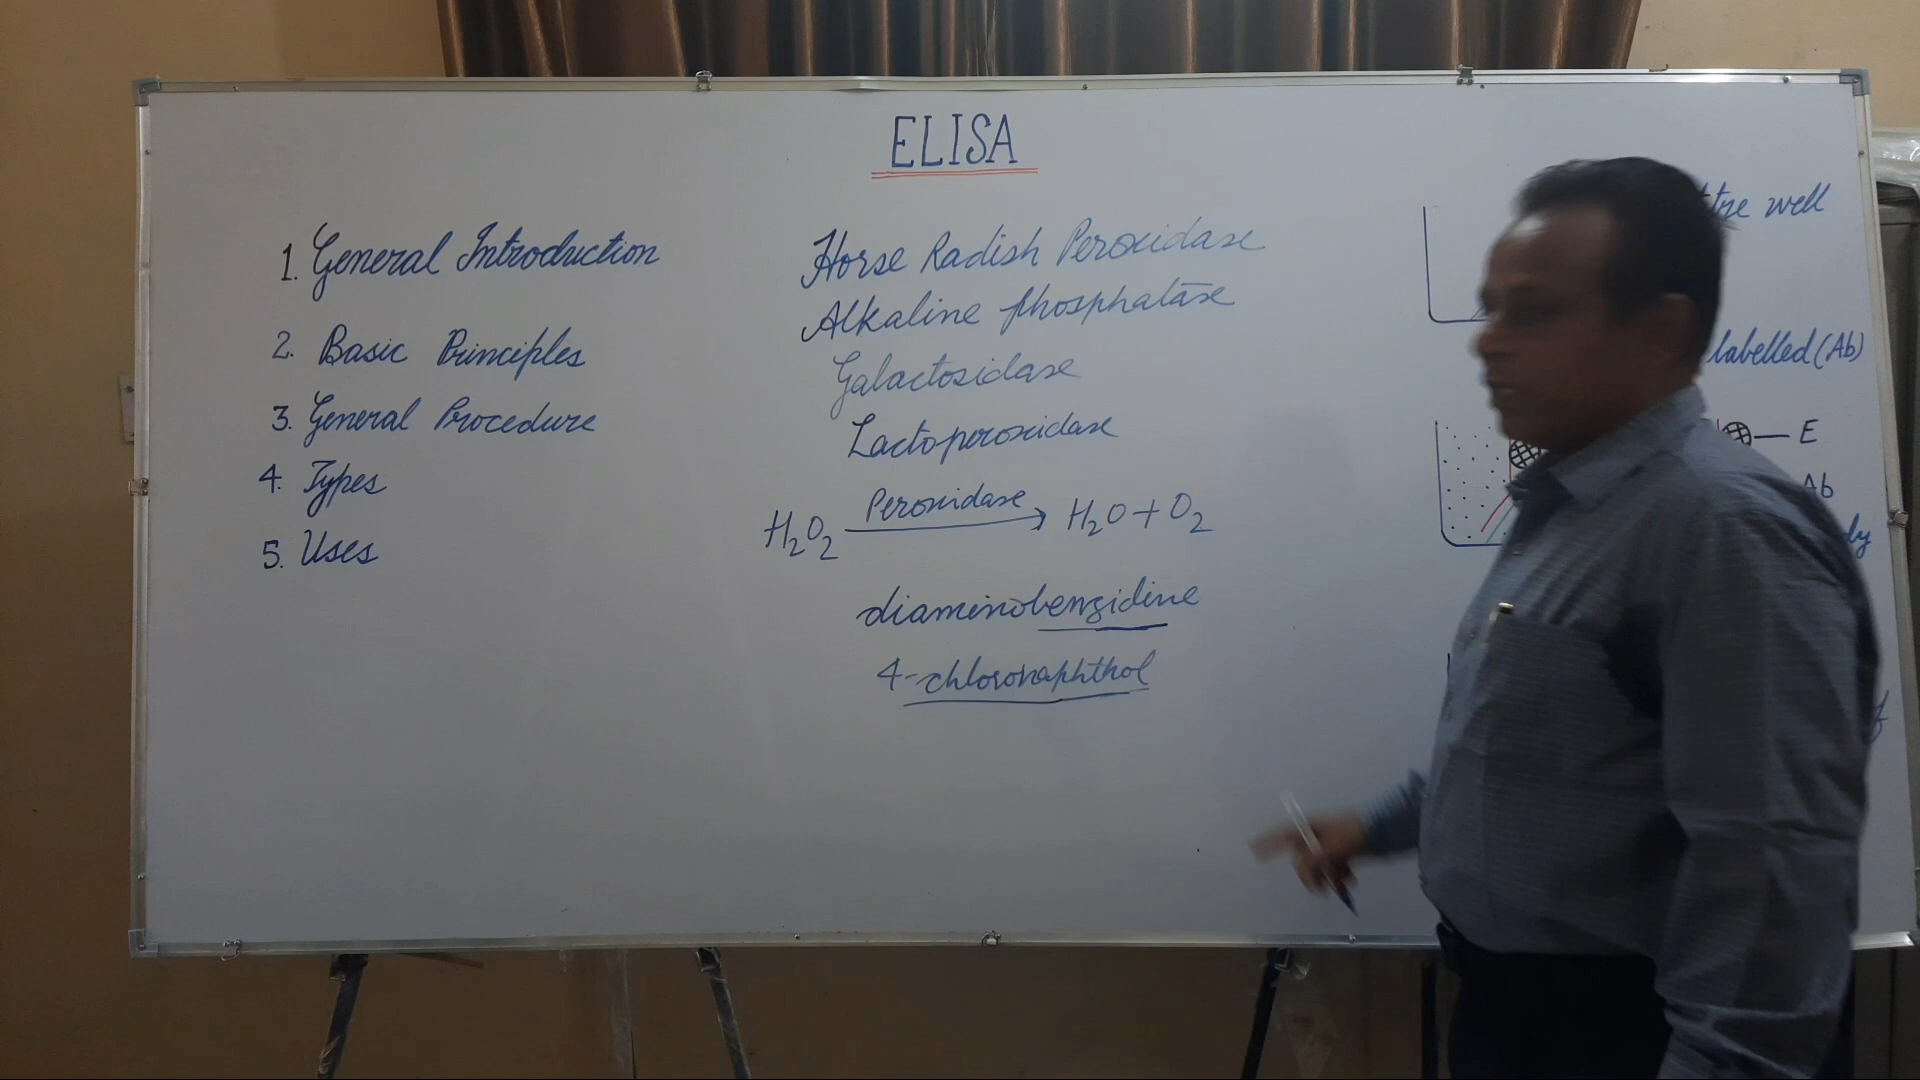 ELISA
1. General Introduction
2. Basic Principles
3. General Procedure
4. Types
5. Uses
Horse Radish Peroxidase
Alkaline phosphatase
Galactosidase
Lactoperoxidase
H₂O₂ Peroxidase → H₂O + O₂
diaminobenzidine
4-chloronaphthol
well
labelled (Ab)
E
Ab